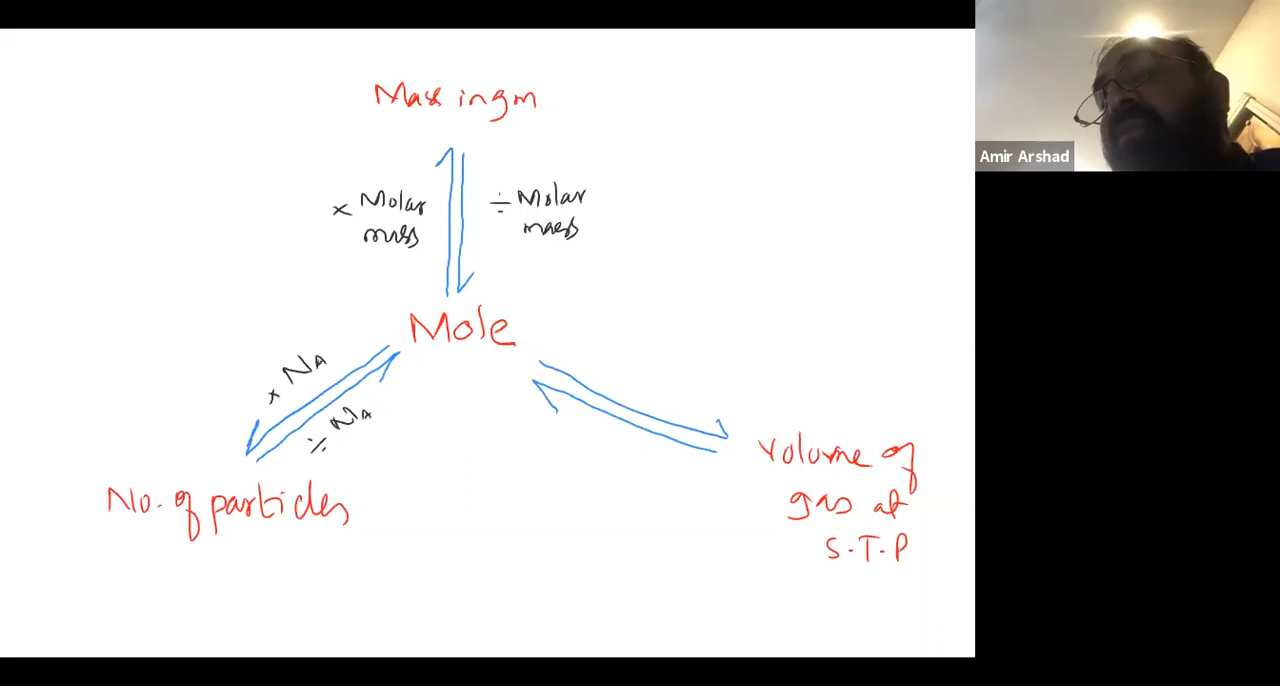 Mass in gm
Amir Arshad
× Molar
mass
÷ Molar
mass
Mole
× NA
÷ NA
Volume of
gas at
S.T.P
No. of particles